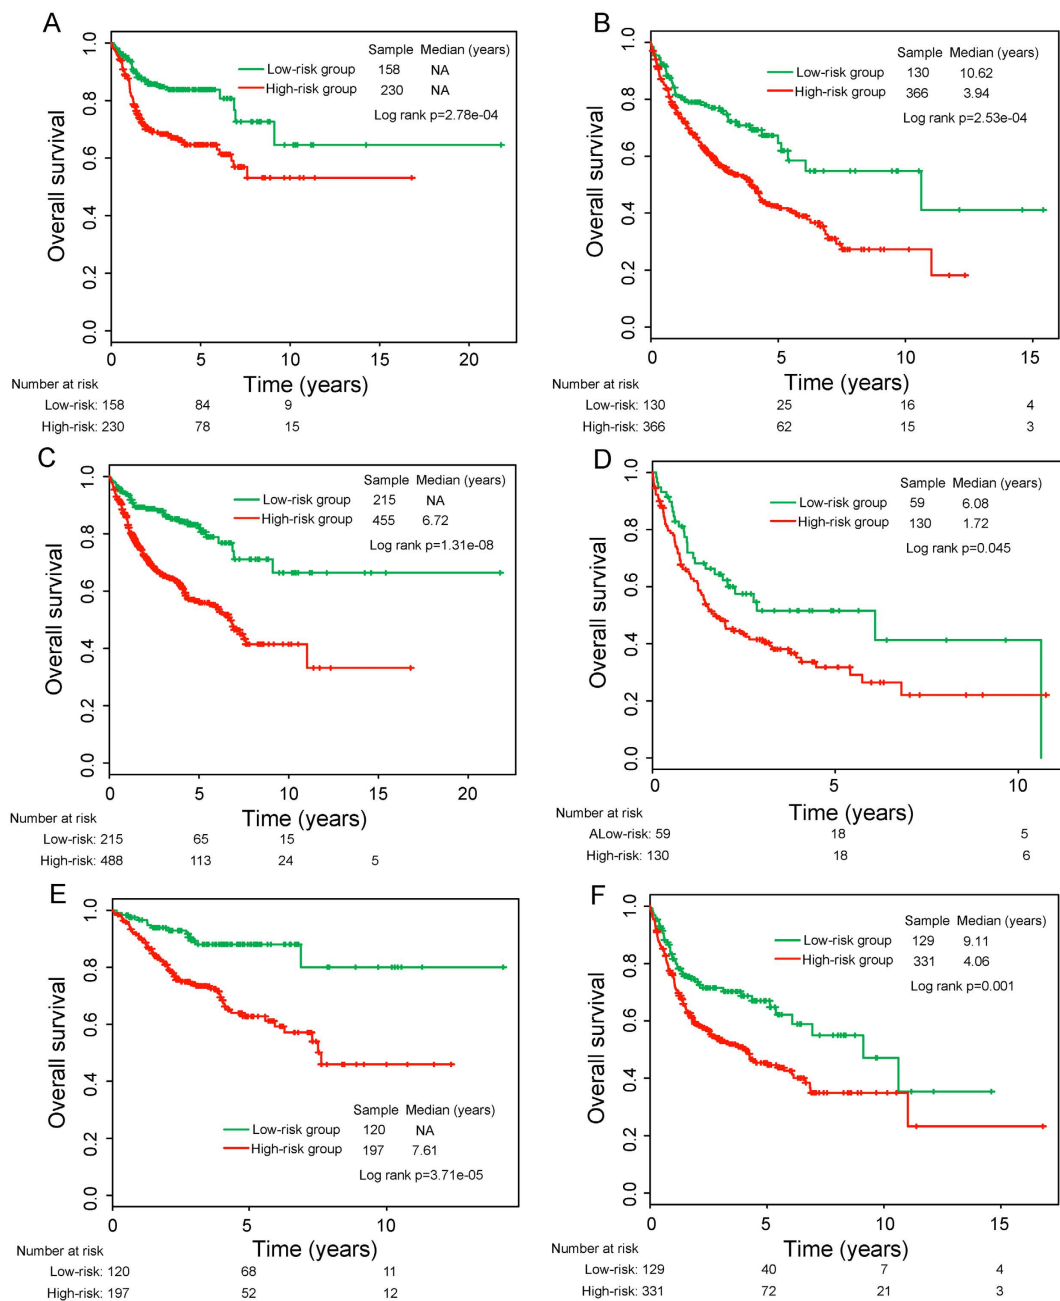 A
Overall survival
1.0
0.8
0.6
0.4
0.2
0.0
Sample Median (years)
Low-risk group 158 NA
High-risk group 230 NA
Log rank p=2.78e-04
0 5 10 15 20
Time (years)
Number at risk
Low-risk: 158 84 9
High-risk: 230 78 15
B
Overall survival
1.0
0.8
0.6
0.4
0.2
0.0
Sample Median (years)
Low-risk group 130 10.62
High-risk group 366 3.94
Log rank p=2.53e-04
0 5 10 15
Time (years)
Number at risk
Low-risk: 130 25 16 4
High-risk: 366 62 15 3
C
Overall survival
1.0
0.8
0.6
0.4
0.2
0.0
Sample Median (years)
Low-risk group 215 NA
High-risk group 455 6.72
Log rank p=1.31e-08
0 5 10 15 20
Time (years)
Number at risk
Low-risk: 215 65 15
High-risk: 488 113 24 5
D
Overall survival
1.0
0.8
0.6
0.4
0.2
0.0
Sample Median (years)
Low-risk group 59 6.08
High-risk group 130 1.72
Log rank p=0.045
0 5 10
Time (years)
Number at risk
ALow-risk: 59 18 5
High-risk: 130 18 6
E
Overall survival
1.0
0.8
0.6
0.4
0.2
0.0
Sample Median (years)
Low-risk group 120 NA
High-risk group 197 7.61
Log rank p=3.71e-05
0 5 10
Time (years)
Number at risk
Low-risk: 120 68 11
High-risk: 197 52 12
F
Overall survival
1.0
0.8
0.6
0.4
0.2
0.0
Sample Median (years)
Low-risk group 129 9.11
High-risk group 331 4.06
Log rank p=0.001
0 5 10 15
Time (years)
Number at risk
Low-risk: 129 40 7 4
High-risk: 331 72 21 3